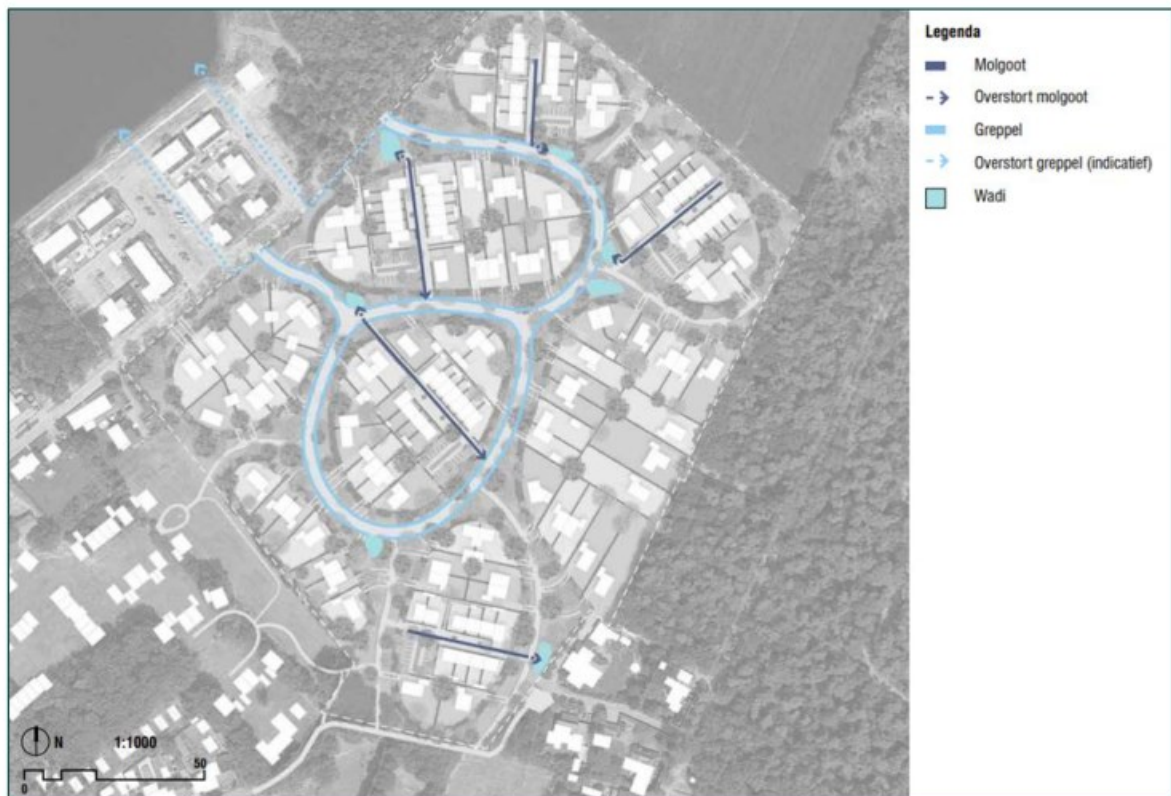 Legenda
Molgoot
Overstort molgoot
Greppel
Overstort greppel (indicatief)
Wadi
N
1:1000
50
0